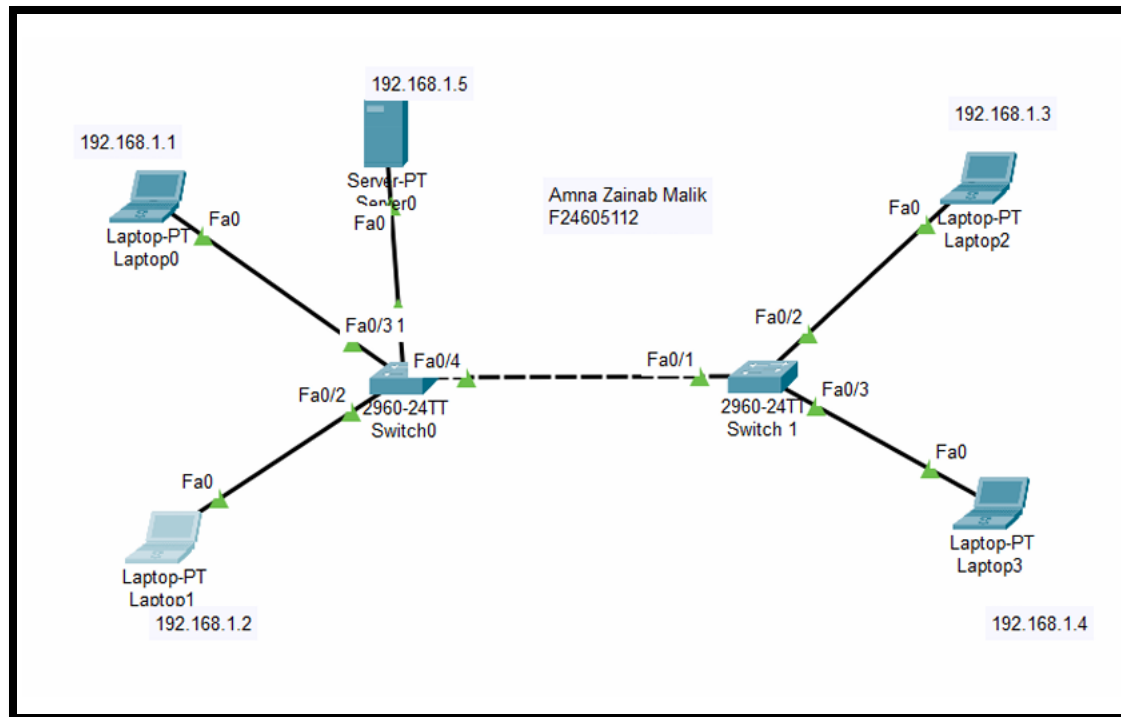 192.168.1.5
192.168.1.1
192.168.1.3
Server-PT
Server0
Amna Zainab Malik
F24605112
Fa0
Fa0
Fa0
Laptop-PT
Laptop0
Laptop-PT
Laptop2
Fa0/3 1
Fa0/2
Fa0/4
Fa0/1
Fa0/2
Fa0/3
2960-24TT
Switch0
2960-24TT
Switch 1
Fa0
Fa0
Laptop-PT
Laptop1
192.168.1.2
Laptop-PT
Laptop3
192.168.1.4